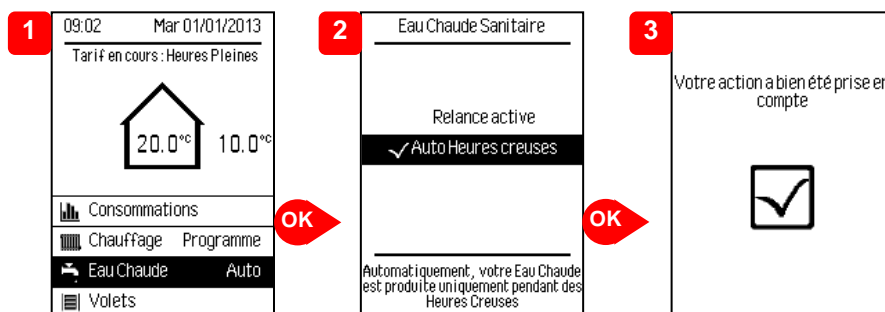 1
09:02 Mar 01/01/2013
Tarif en cours : Heures Pleines
20.0°C 10.0°C
Consommations
Chauffage Programme
Eau Chaude Auto
Volets
OK
2
Eau Chaude Sanitaire
Relance active
Auto Heures creuses
Automatiquement, votre Eau Chaude
est produite uniquement pendant des
Heures Creuses
OK
3
Votre action a bien été prise en
compte